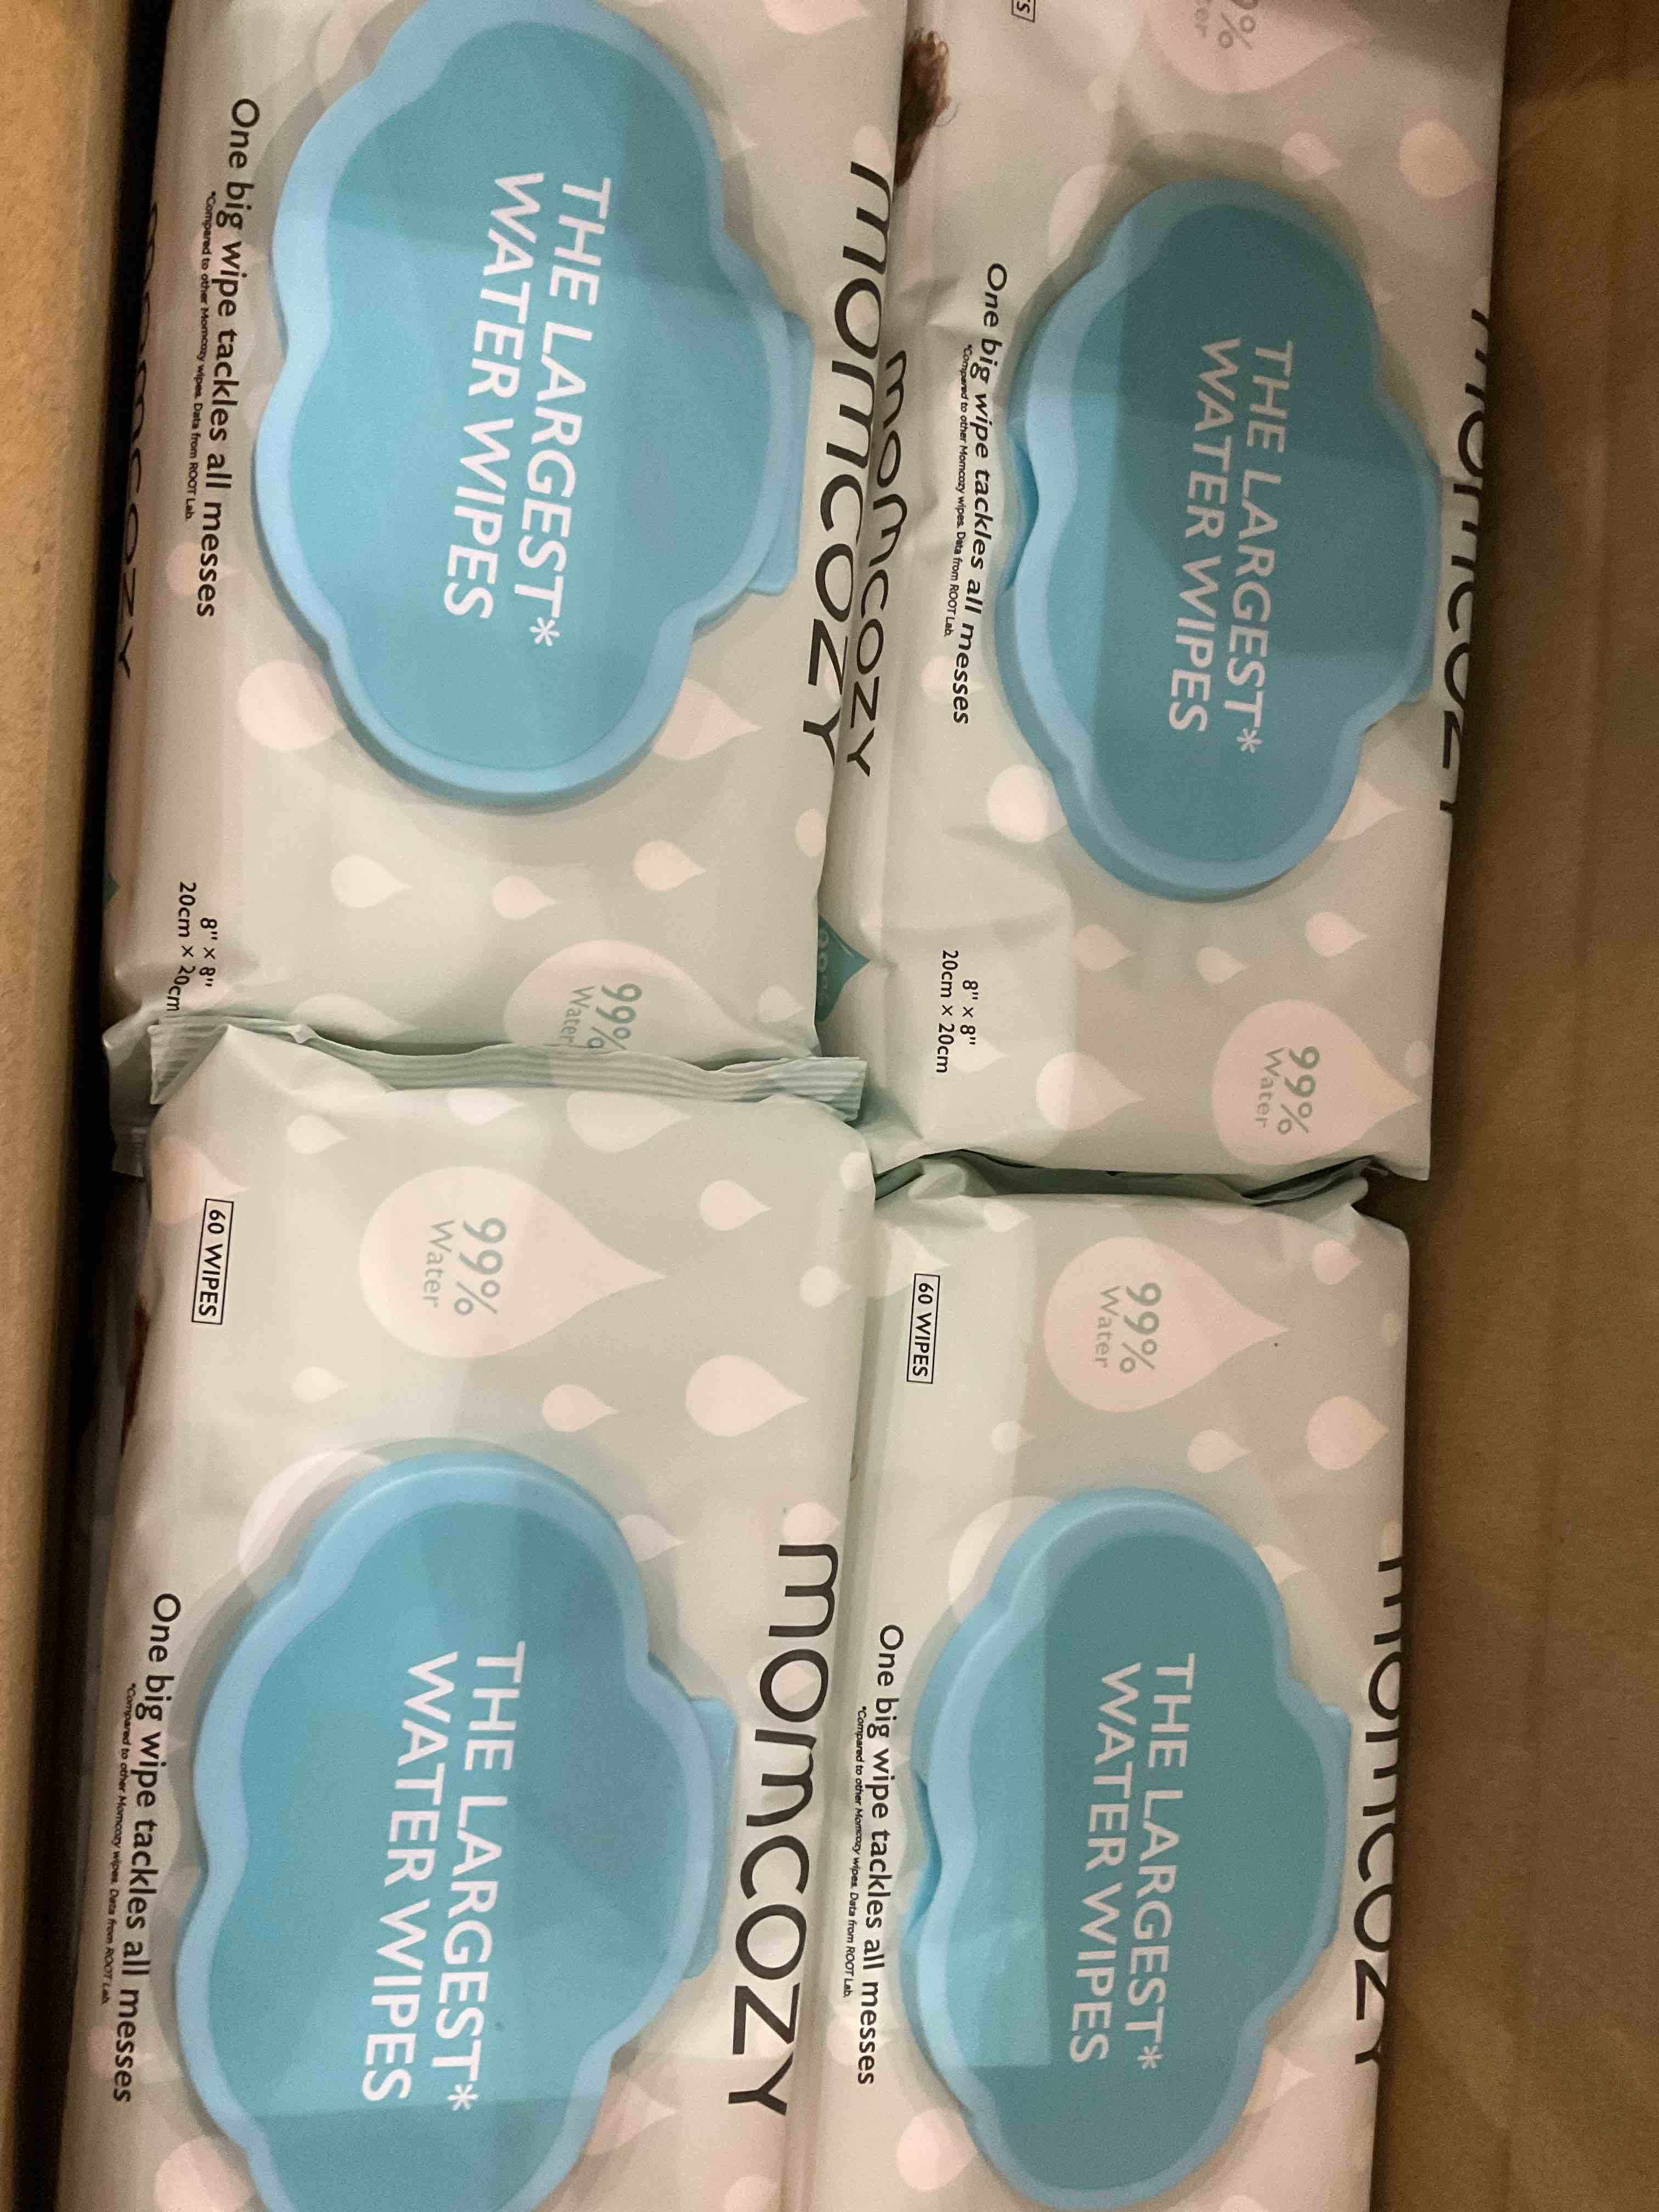 momcozy
THE LARGEST*
WATER WIPES
One big wipe tackles all messes
*Compared to other Momcozy wipes. Data from ROOT Lab.
8" × 8"
20cm × 20cm
99%
Water
momcozy
momcozy
momcozy
THE LARGEST*
WATER WIPES
One big wipe tackles all messes
*Compared to other Momcozy wipes. Data from ROOT Lab.
8" × 8"
20cm × 20cm
99%
Water
momcozy
99%
Water
60 WIPES
THE LARGEST*
WATER WIPES
One big wipe tackles all messes
*Compared to other Momcozy wipes. Data from ROOT Lab.
momcozy
99%
Water
60 WIPES
THE LARGEST*
WATER WIPES
One big wipe tackles all messes
*Compared to other Momcozy wipes. Data from ROOT Lab.